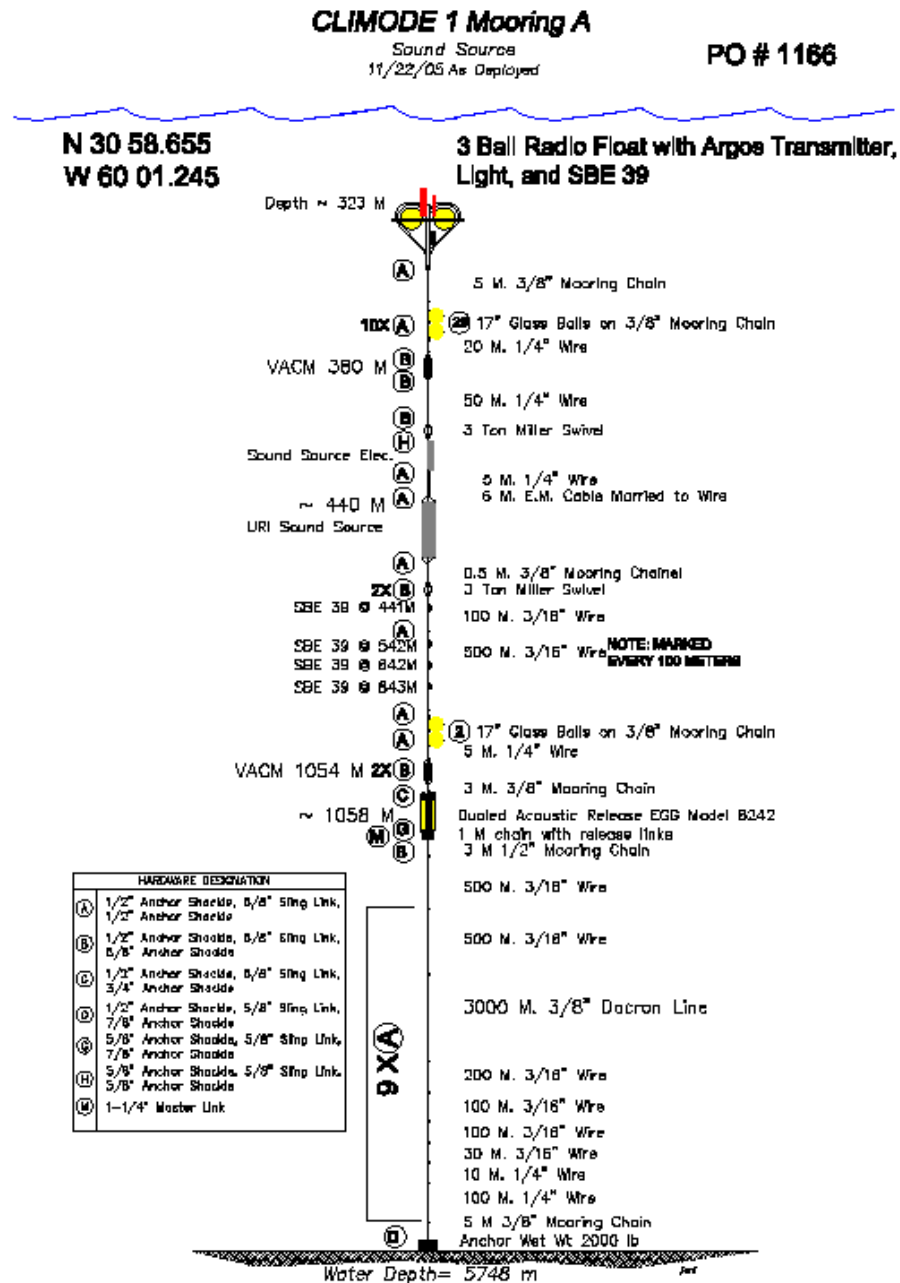 CLIMODE 1 Mooring A
Sound Source
11/22/05 As Deployed
PO # 1166
N 30 58.655
W 60 01.245
3 Ball Radio Float with Argos Transmitter,
Light, and SBE 39
Depth ~ 323 M
A
5 M. 3/8" Mooring Chain
10X A
17" Glass Balls on 3/8" Mooring Chain
20 M. 1/4" Wire
B
VACM 380 M
B
50 M. 1/4" Wire
B
3 Ton Miller Swivel
H
Sound Source Elec.
A
5 M. 1/4" Wire
6 M. E.M. Cable Married to Wire
~ 440 M A
URI Sound Source
A
0.5 M. 3/8" Mooring Chainel
2X B
3 Ton Miller Swivel
SBE 39 @ 441M
100 M. 3/16" Wire
A
SBE 39 @ 542M
500 M. 3/16" Wire
NOTE: MARKED
EVERY 100 METERS
SBE 39 @ 642M
SBE 39 @ 843M
A
2 17" Glass Balls on 3/8" Mooring Chain
A
5 M. 1/4" Wire
VACM 1054 M 2X B
3 M. 3/8" Mooring Chain
C
~ 1058 M
Dualed Acoustic Release EGG Model 8242
M G
1 M chain with release links
B
3 M 1/2" Mooring Chain
500 M. 3/16" Wire
500 M. 3/16" Wire
3000 M. 3/8" Dacron Line
9 X A
200 M. 3/16" Wire
100 M. 3/16" Wire
100 M. 3/16" Wire
30 M. 3/16" Wire
10 M. 1/4" Wire
100 M. 1/4" Wire
5 M 3/8" Mooring Chain
D
Anchor Wet Wt 2000 lb
Water Depth= 5748 m
HARDWARE DESIGNATION
A 1/2" Anchor Shackle, 5/8" Sling Link,
1/2" Anchor Shackle
B 1/2" Anchor Shackle, 5/8" Sling Link,
5/8" Anchor Shackle
C 1/2" Anchor Shackle, 5/8" Sling Link,
3/4" Anchor Shackle
D 1/2" Anchor Shackle, 5/8" Sling Link,
7/8" Anchor Shackle
G 5/8" Anchor Shackle, 5/8" Sling Link,
7/8" Anchor Shackle
H 5/8" Anchor Shackle, 5/8" Sling Link,
5/8" Anchor Shackle
M 1-1/4" Master Link